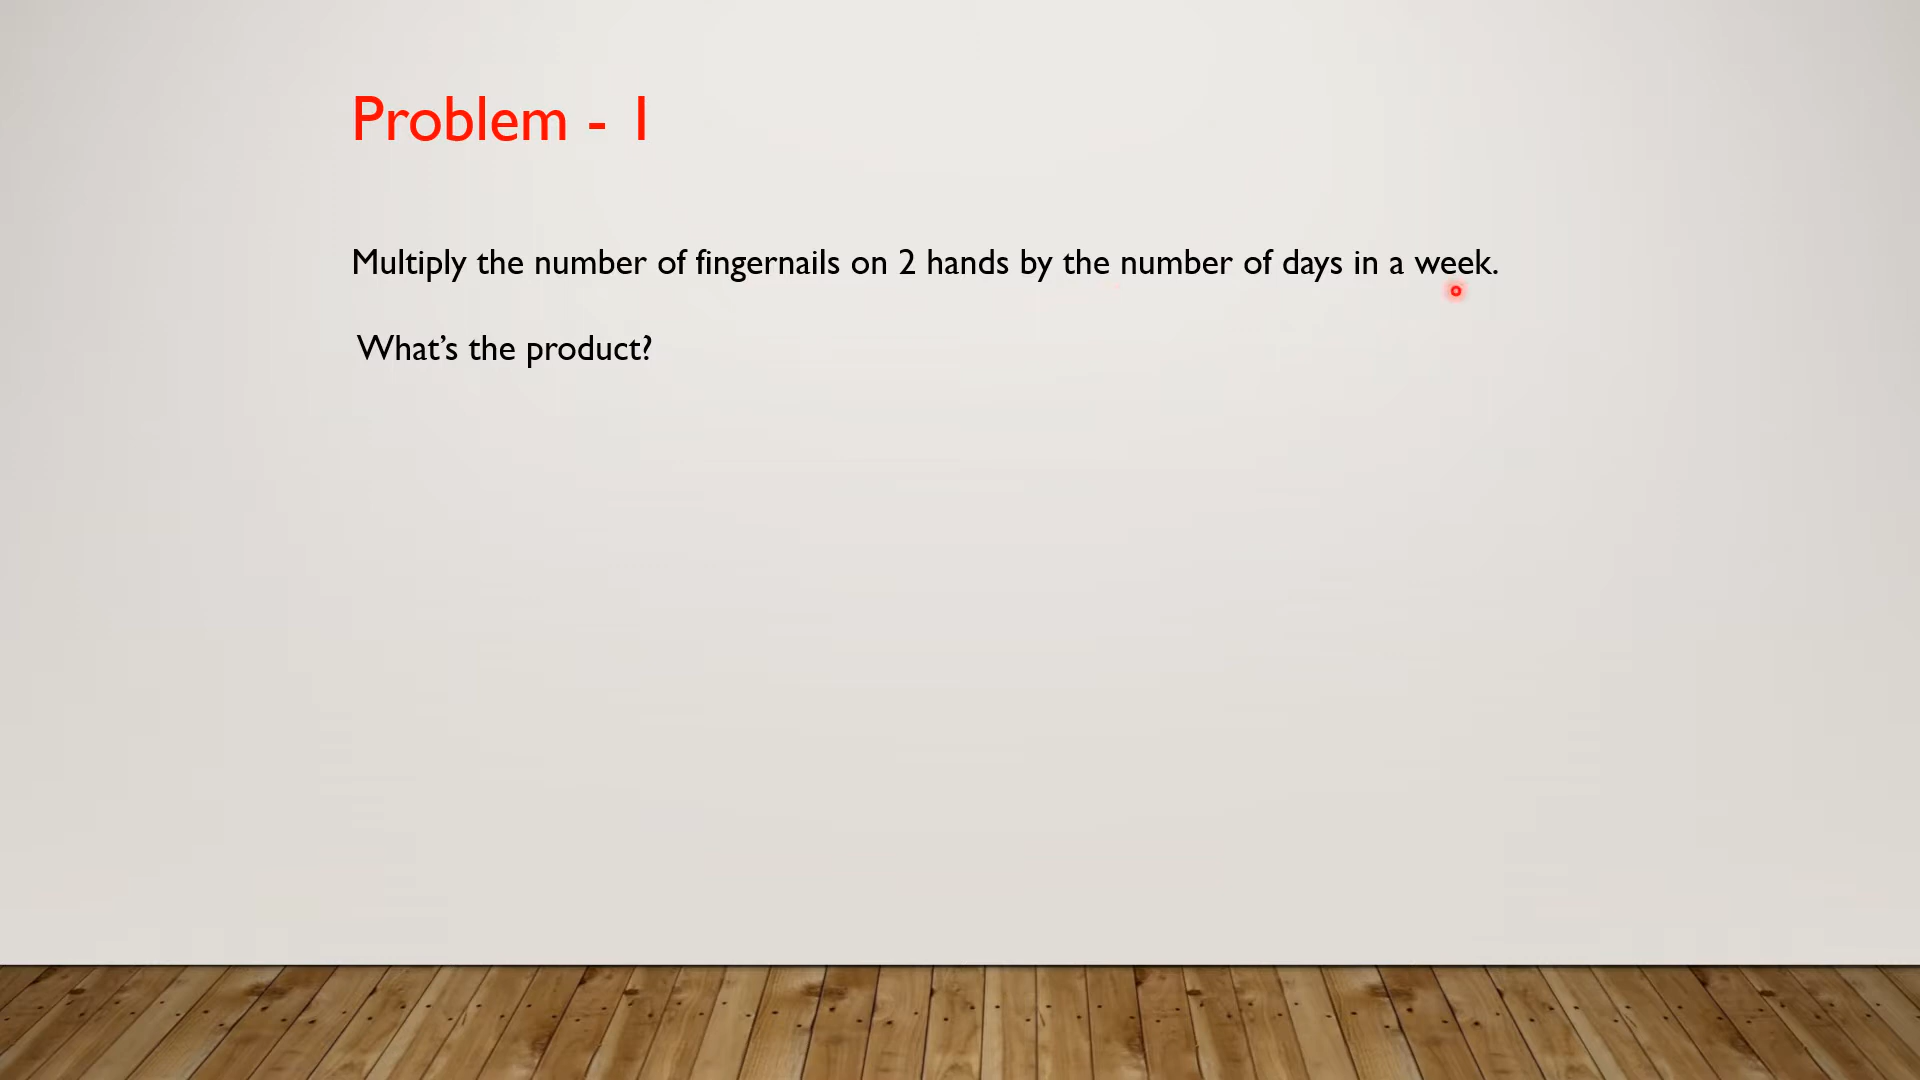 Problem - 1
Multiply the number of fingernails on 2 hands by the number of days in a week.
What’s the product?